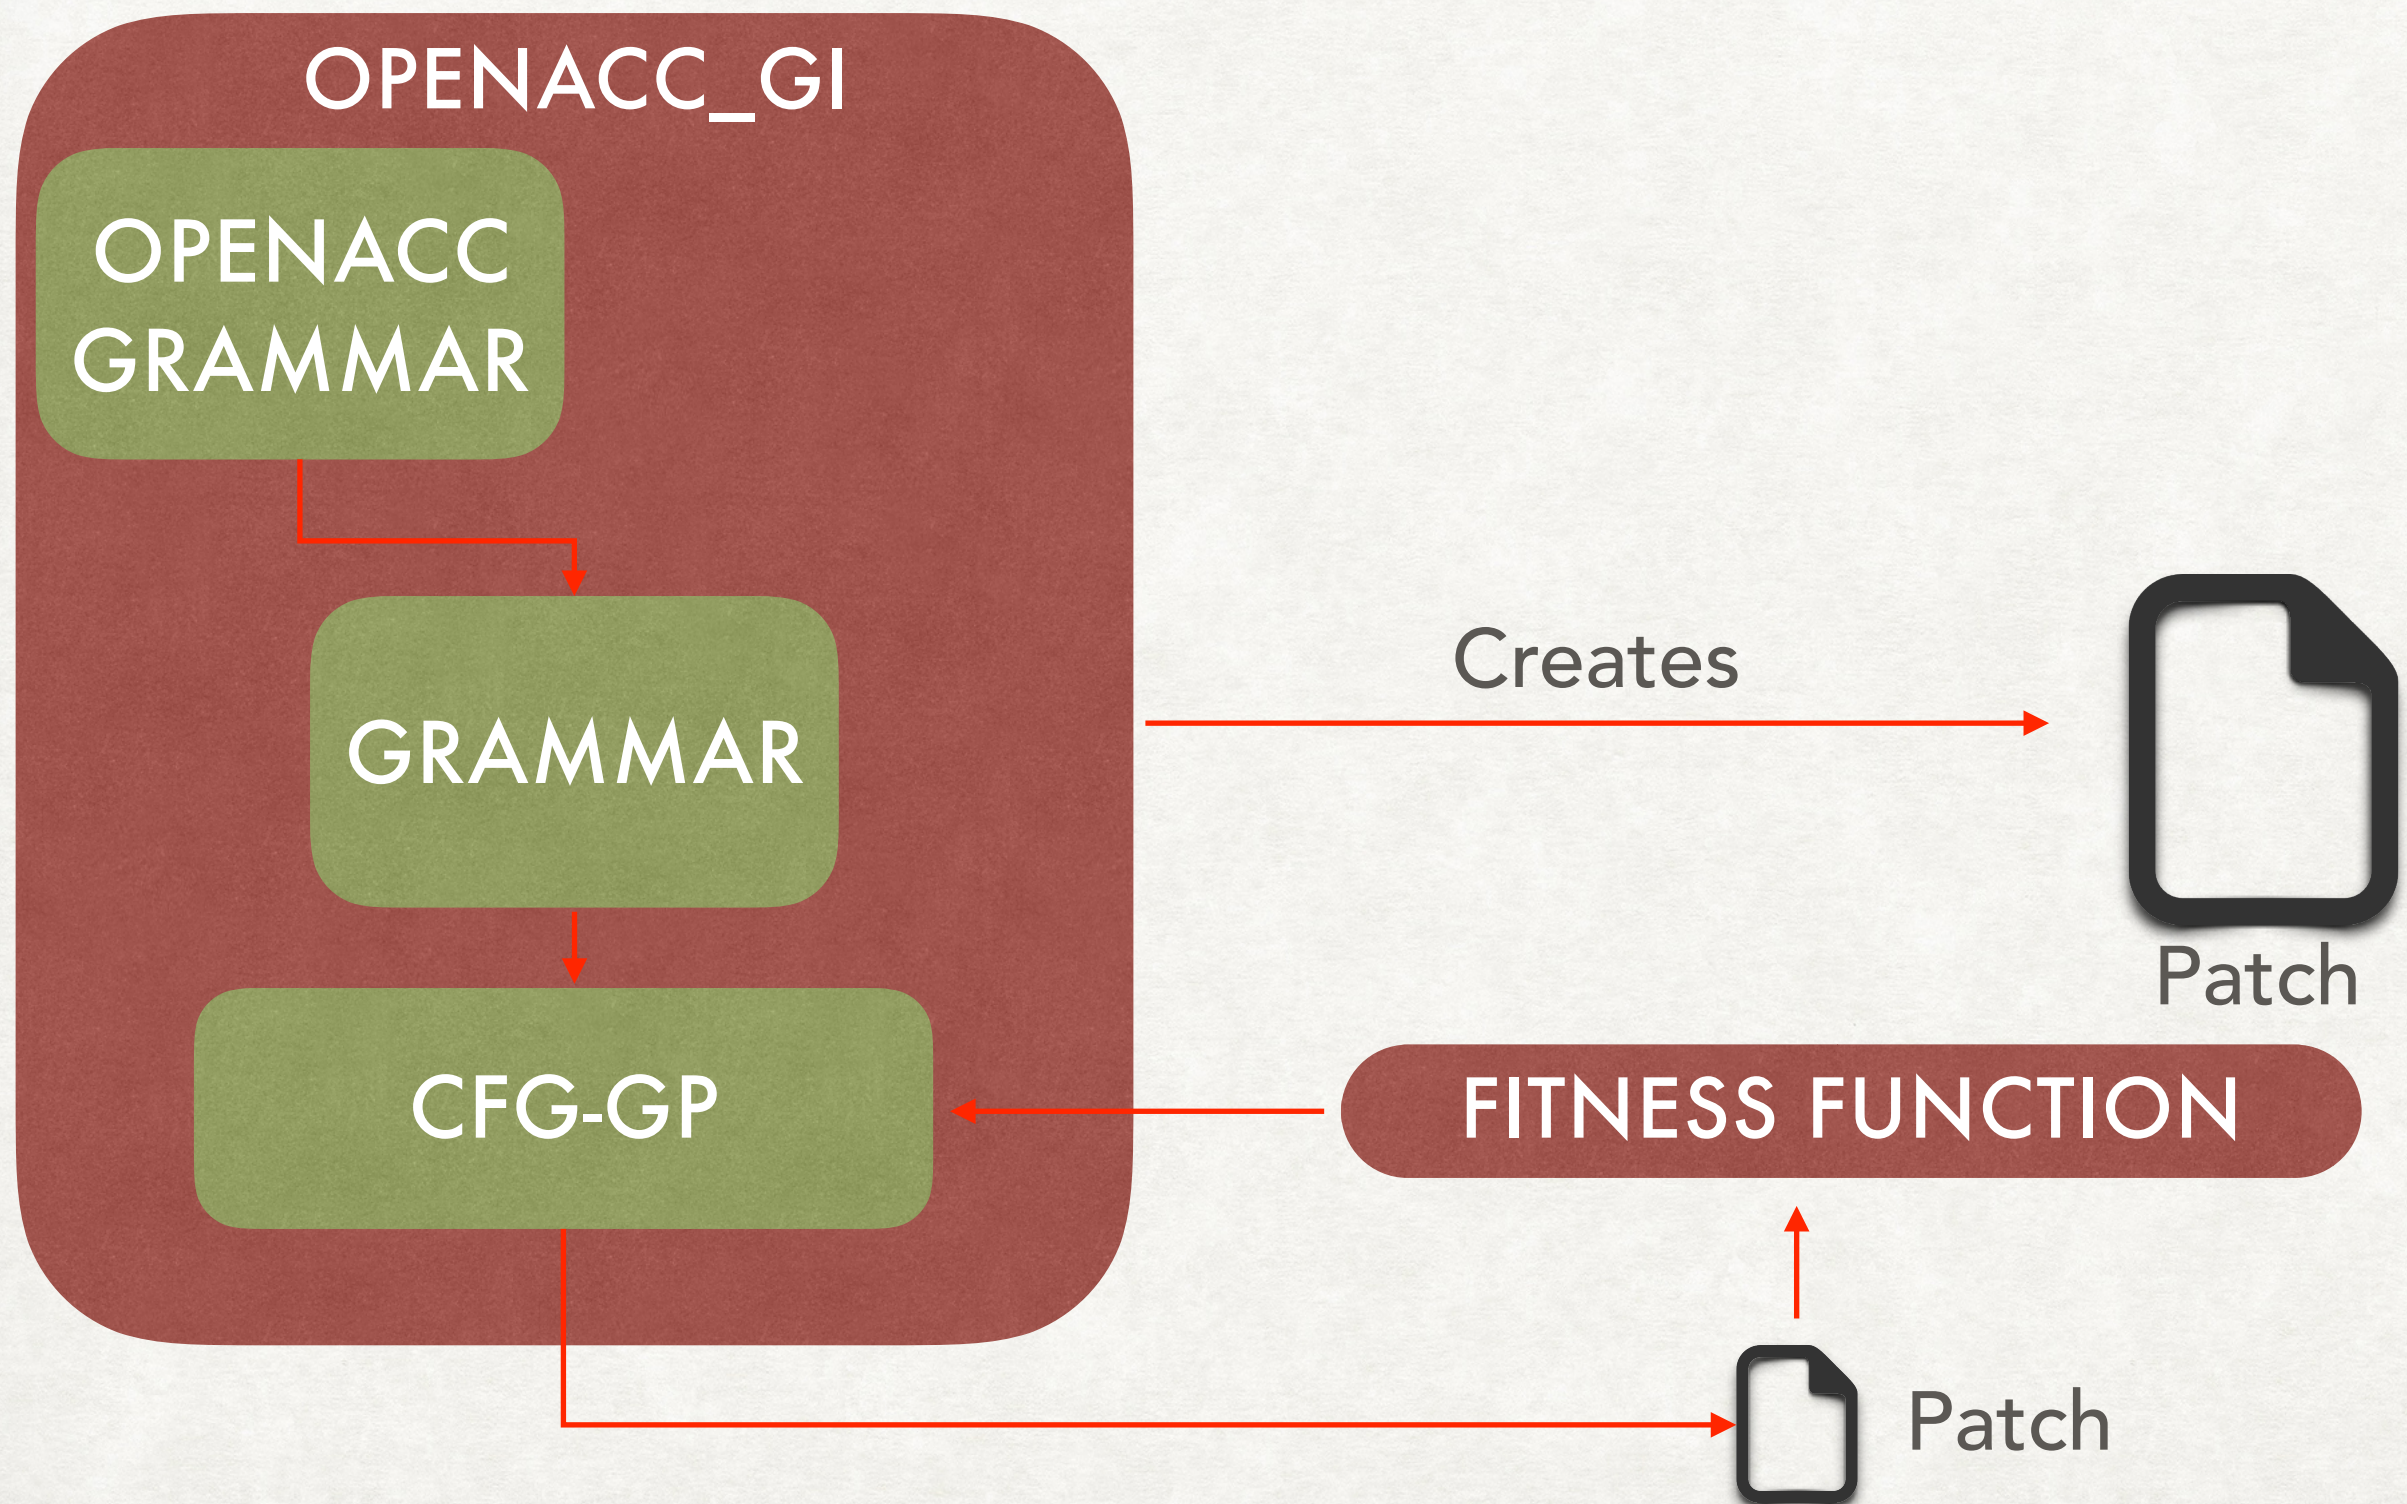 OPENACC_GI
OPENACC
GRAMMAR
GRAMMAR
Creates
Patch
CFG-GP
FITNESS FUNCTION
Patch